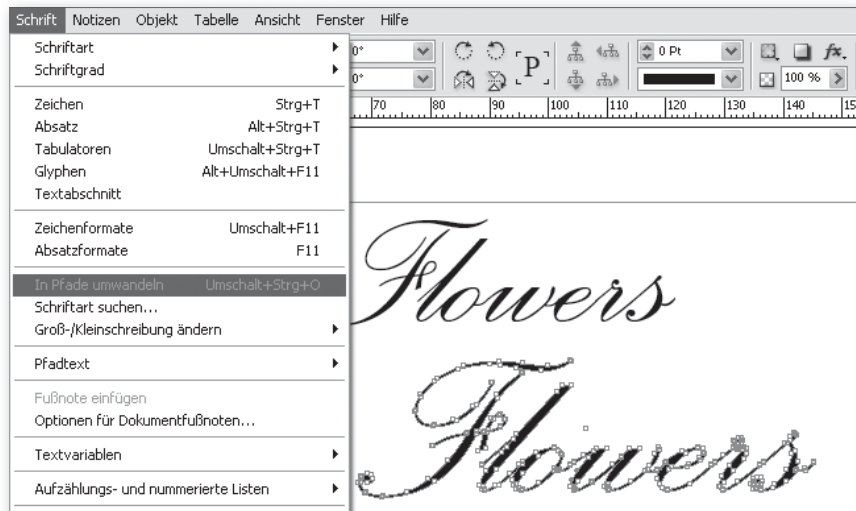 Schrift Notizen Objekt Tabelle Ansicht Fenster Hilfe
Schriftart
Schriftgrad
Zeichen Strg+T
Absatz Alt+Strg+T
Tabulatoren Umschalt+Strg+T
Glyphen Alt+Umschalt+F11
Textabschnitt
Zeichenformate Umschalt+F11
Absatzformate F11
In Pfade umwandeln Umschalt+Strg+O
Schriftart suchen...
Groß-/Kleinschreibung ändern
Pfadtext
Fußnote einfügen
Optionen für Dokumentfußnoten...
Textvariablen
Aufzählungs- und nummerierte Listen
0° P 0 Pt fx.
0° 100 %
70 80 90 100 110 120 130 140 15
Flowers
Flowers